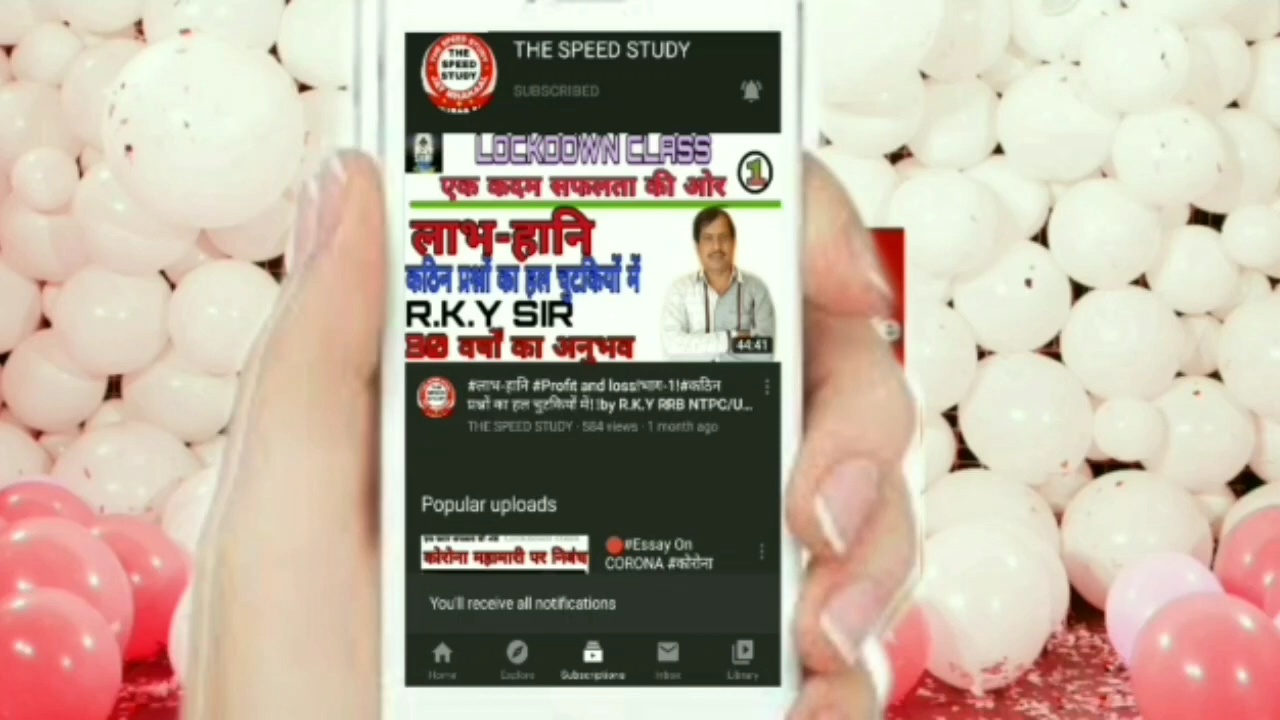 THE SPEED STUDY
THE
SPEED
STUDY
SUBSCRIBED
LOCKDOWN CLASS
1
एक कदम सफलता की ओर
लाभ-हानि
कठिन प्रश्नों का हल चुटकियों में
R.K.Y SIR
30 वर्षो का अनुभव
44:41
#लाभ-हानि #Profit and loss!भाग-1!#कठिन
प्रश्नों का हल चुटकियों में!!by R.K.Y RRB NTPC/U...
THE SPEED STUDY · 584 views · 1 month ago
Popular uploads
कोरोना महामारी पर निबंध
🔴#Essay On
CORONA #कोरोना
You'll receive all notifications
Home Explore Subscriptions Inbox Library